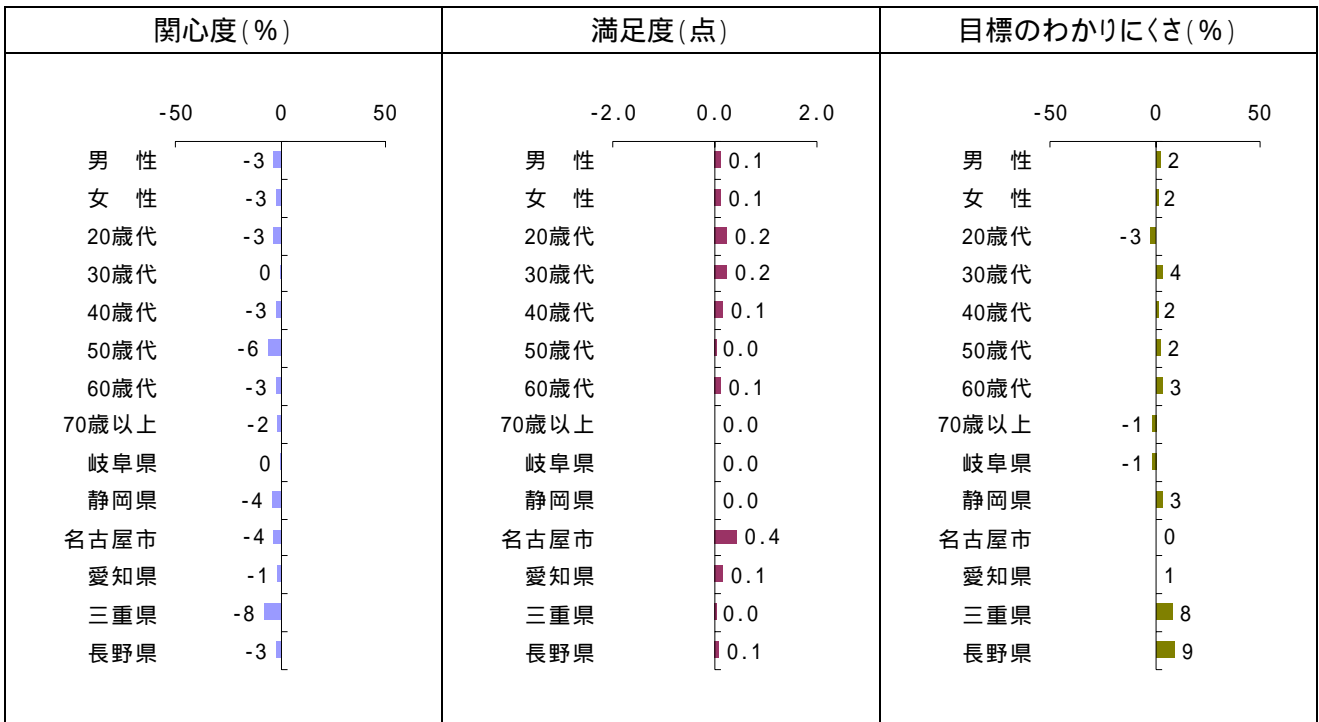 関心度(%)
-50 0 50
男 性 -3
女 性 -3
20歳代 -3
30歳代 0
40歳代 -3
50歳代 -6
60歳代 -3
70歳以上 -2
岐阜県 0
静岡県 -4
名古屋市 -4
愛知県 -1
三重県 -8
長野県 -3
満足度(点)
-2.0 0.0 2.0
男 性 0.1
女 性 0.1
20歳代 0.2
30歳代 0.2
40歳代 0.1
50歳代 0.0
60歳代 0.1
70歳以上 0.0
岐阜県 0.0
静岡県 0.0
名古屋市 0.4
愛知県 0.1
三重県 0.0
長野県 0.1
目標のわかりにくさ(%)
-50 0 50
男 性 2
女 性 2
20歳代 -3
30歳代 4
40歳代 2
50歳代 2
60歳代 3
70歳以上 -1
岐阜県 -1
静岡県 3
名古屋市 0
愛知県 1
三重県 8
長野県 9